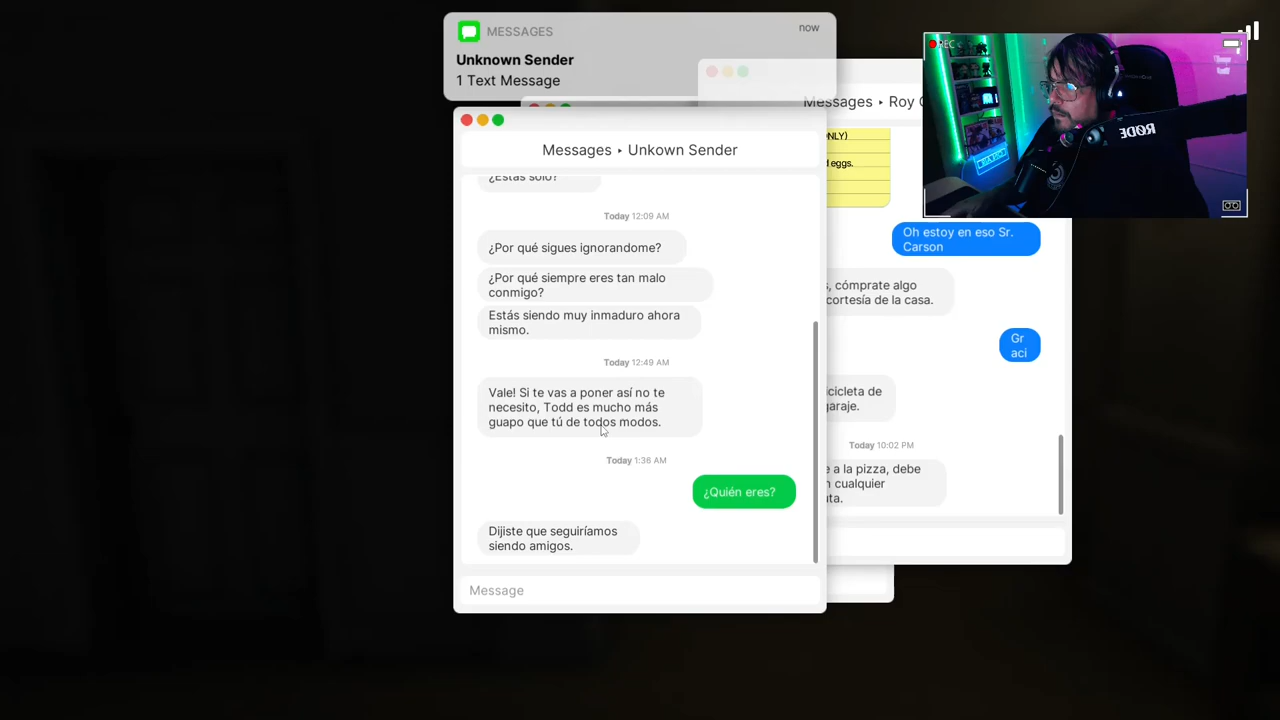 MESSAGES
now
Unknown Sender
1 Text Message
Messages ▸ Unkown Sender
¿Estás solo?
Today 12:09 AM
¿Por qué sigues ignorandome?
¿Por qué siempre eres tan malo
conmigo?
Estás siendo muy inmaduro ahora
mismo.
Today 12:49 AM
Vale! Si te vas a poner así no te
necesito, Todd es mucho más
guapo que tú de todos modos.
Today 1:36 AM
¿Quién eres?
Dijiste que seguiríamos
siendo amigos.
Message
Messages ▸ Roy
ONLY)
d eggs.
Oh estoy en eso Sr.
Carson
s, cómprate algo
cortesía de la casa.
Gr
aci
icicleta de
garaje.
Today 10:02 PM
e a la pizza, debe
n cualquier
uta.
REC
RØDE